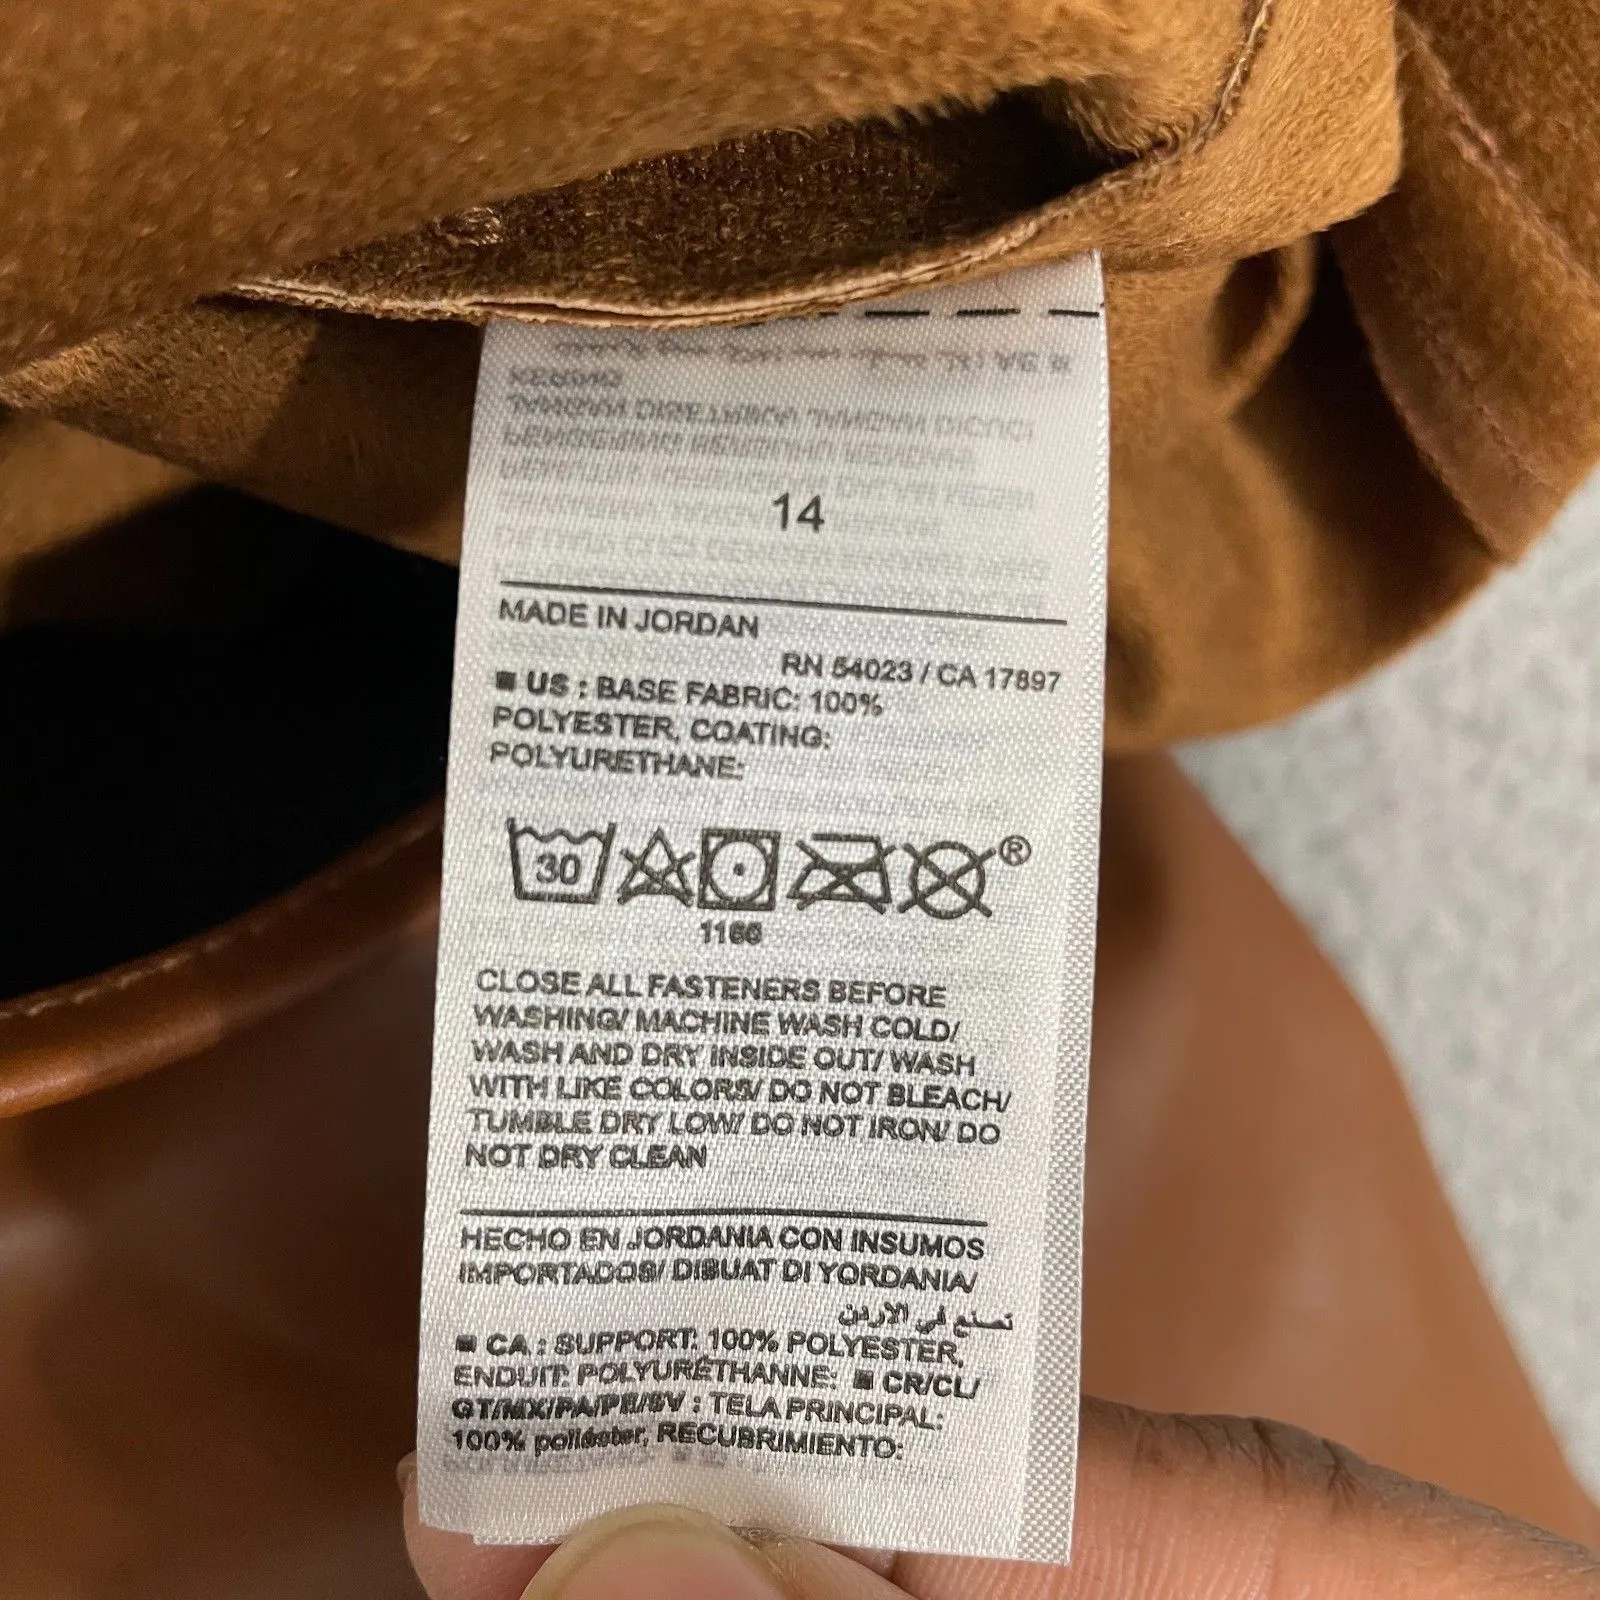 14
MADE IN JORDAN
RN 54023 / CA 17897
■ US : BASE FABRIC: 100%
POLYESTER, COATING:
POLYURETHANE:
30 ®
1166
CLOSE ALL FASTENERS BEFORE
WASHING/ MACHINE WASH COLD/
WASH AND DRY INSIDE OUT/ WASH
WITH LIKE COLORS/ DO NOT BLEACH/
TUMBLE DRY LOW/ DO NOT IRON/ DO
NOT DRY CLEAN
HECHO EN JORDANIA CON INSUMOS
IMPORTADOS/ DIBUAT DI YORDANIA/
تصنع في الاردن
■ CA : SUPPORT: 100% POLYESTER,
ENDUIT: POLYURÉTHANNE: ■ CR/CL/
GT/MX/PA/PE/SV : TELA PRINCIPAL:
100% poliéster, RECUBRIMIENTO: